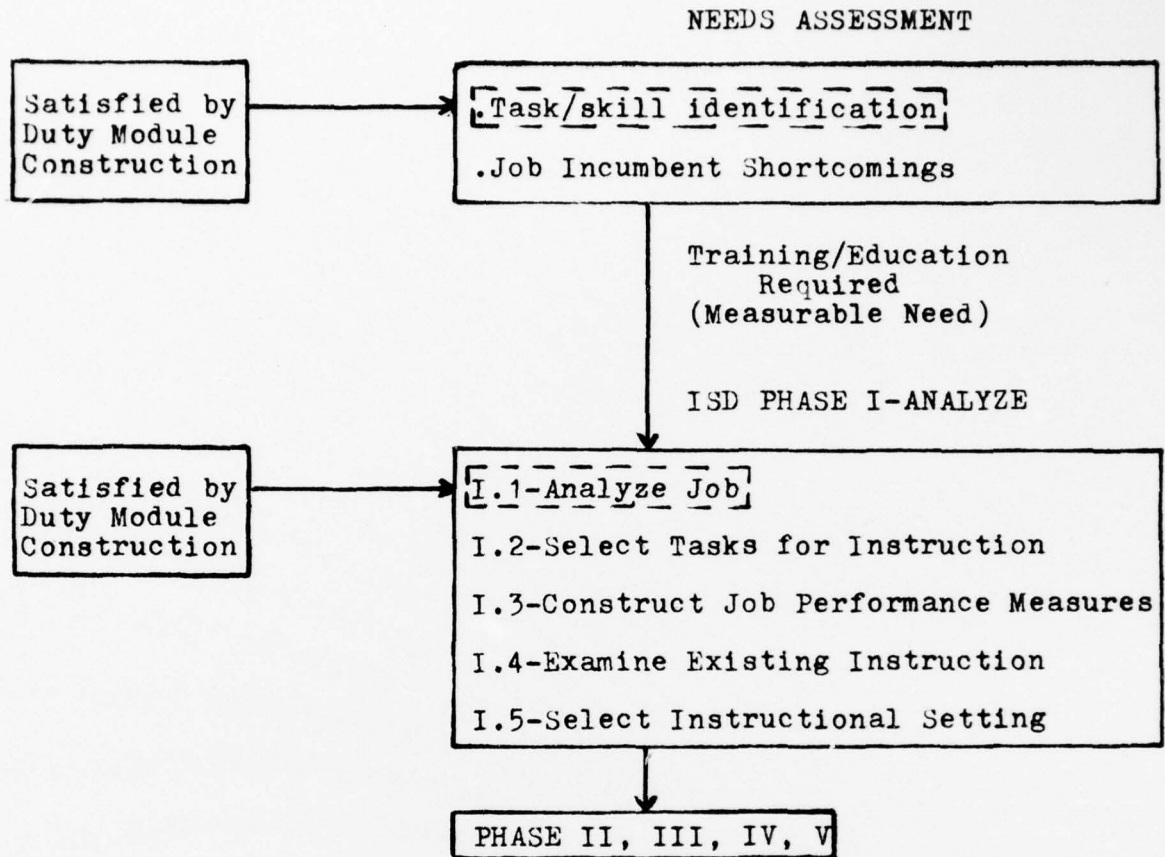 NEEDS ASSESSMENT
Satisfied by
Duty Module
Construction
.Task/skill identification
.Job Incumbent Shortcomings
Training/Education
Required
(Measurable Need)
ISD PHASE I-ANALYZE
Satisfied by
Duty Module
Construction
I.1-Analyze Job
I.2-Select Tasks for Instruction
I.3-Construct Job Performance Measures
I.4-Examine Existing Instruction
I.5-Select Instructional Setting
PHASE II, III, IV, V